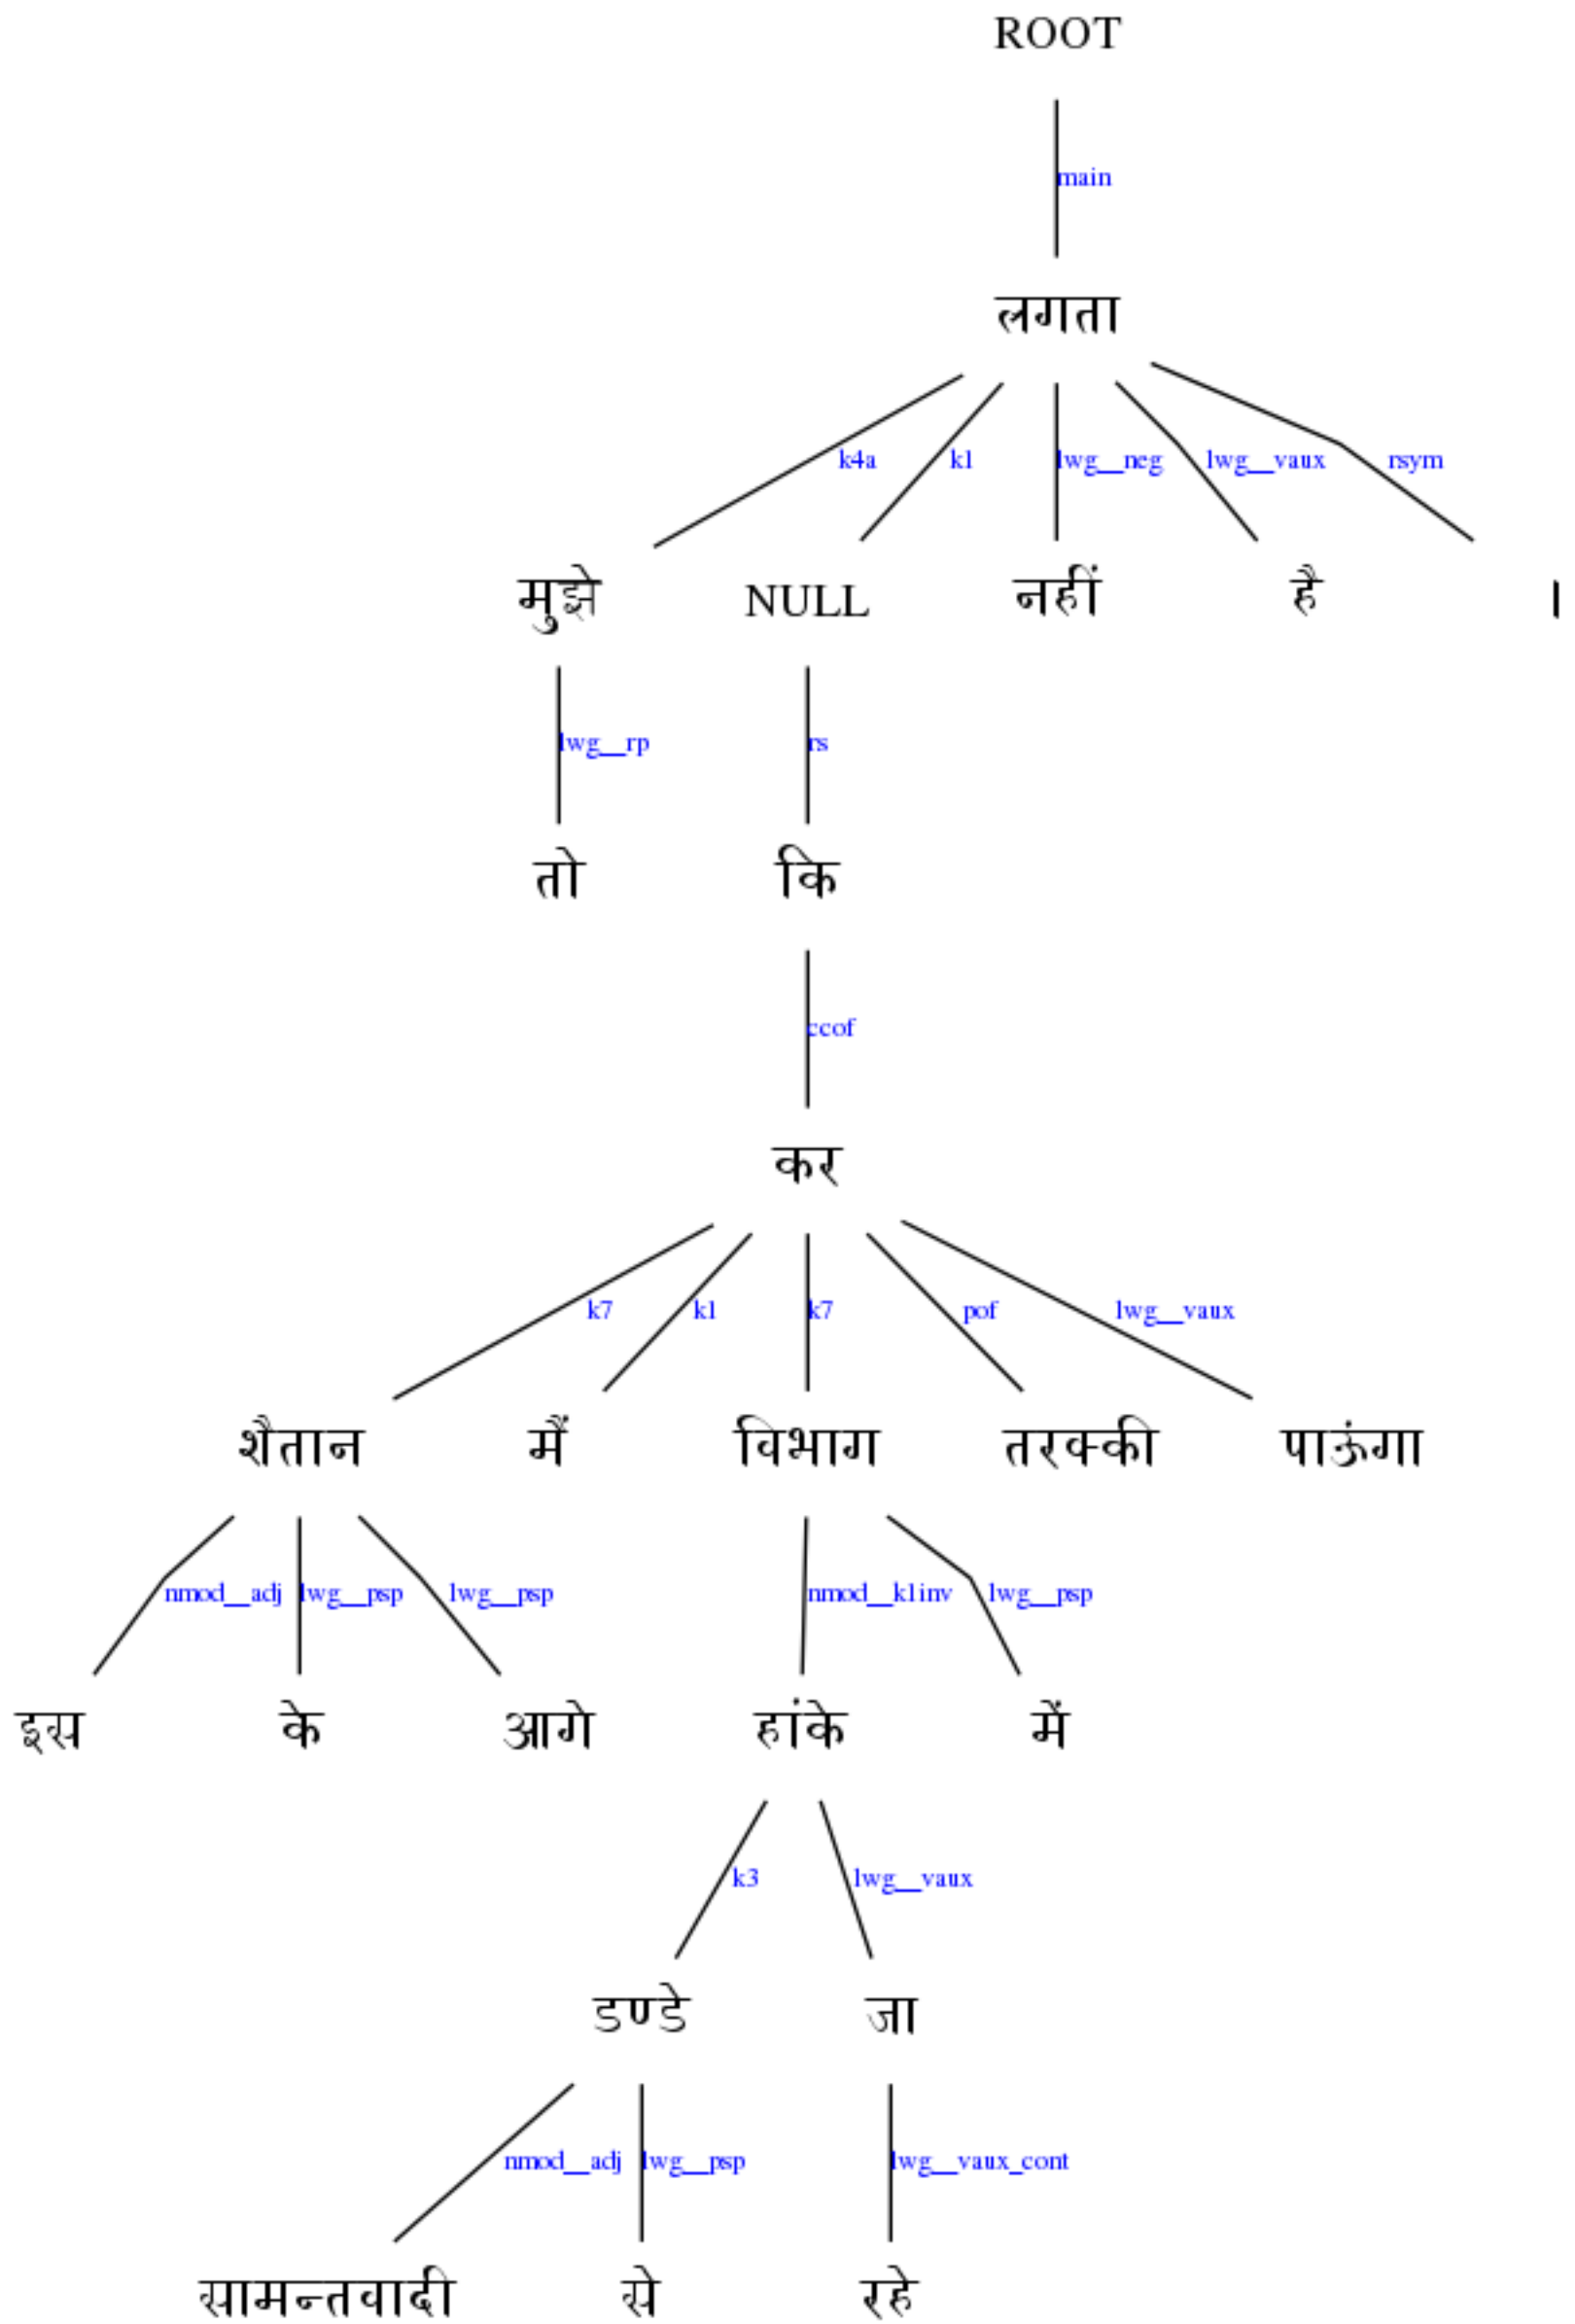 ROOT
main
लगता
k4a k1 lwg__neg lwg__vaux rsym
मुझे NULL नहीं है ।
lwg__rp rs
तो कि
ccof
कर
k7 k1 k7 pof lwg__vaux
शैतान मैं विभाग तरक्की पाऊंगा
nmod__adj lwg__psp lwg__psp nmod__k1inv lwg__psp
इस के आगे हांके में
k3 lwg__vaux
डण्डे जा
nmod__adj lwg__psp lwg__vaux_cont
सामन्तवादी से रहे